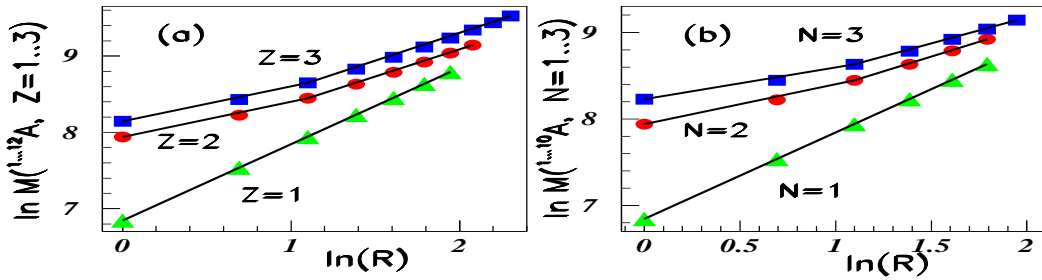 ln M(¹···¹²A, Z=1...3)
9
8
7
(a)
Z=3
Z=2
Z=1
0
1
2
ln(R)
ln M(¹···¹⁰A, N=1...3)
9
8
7
(b)
N=3
N=2
N=1
0
0.5
1
1.5
2
ln(R)